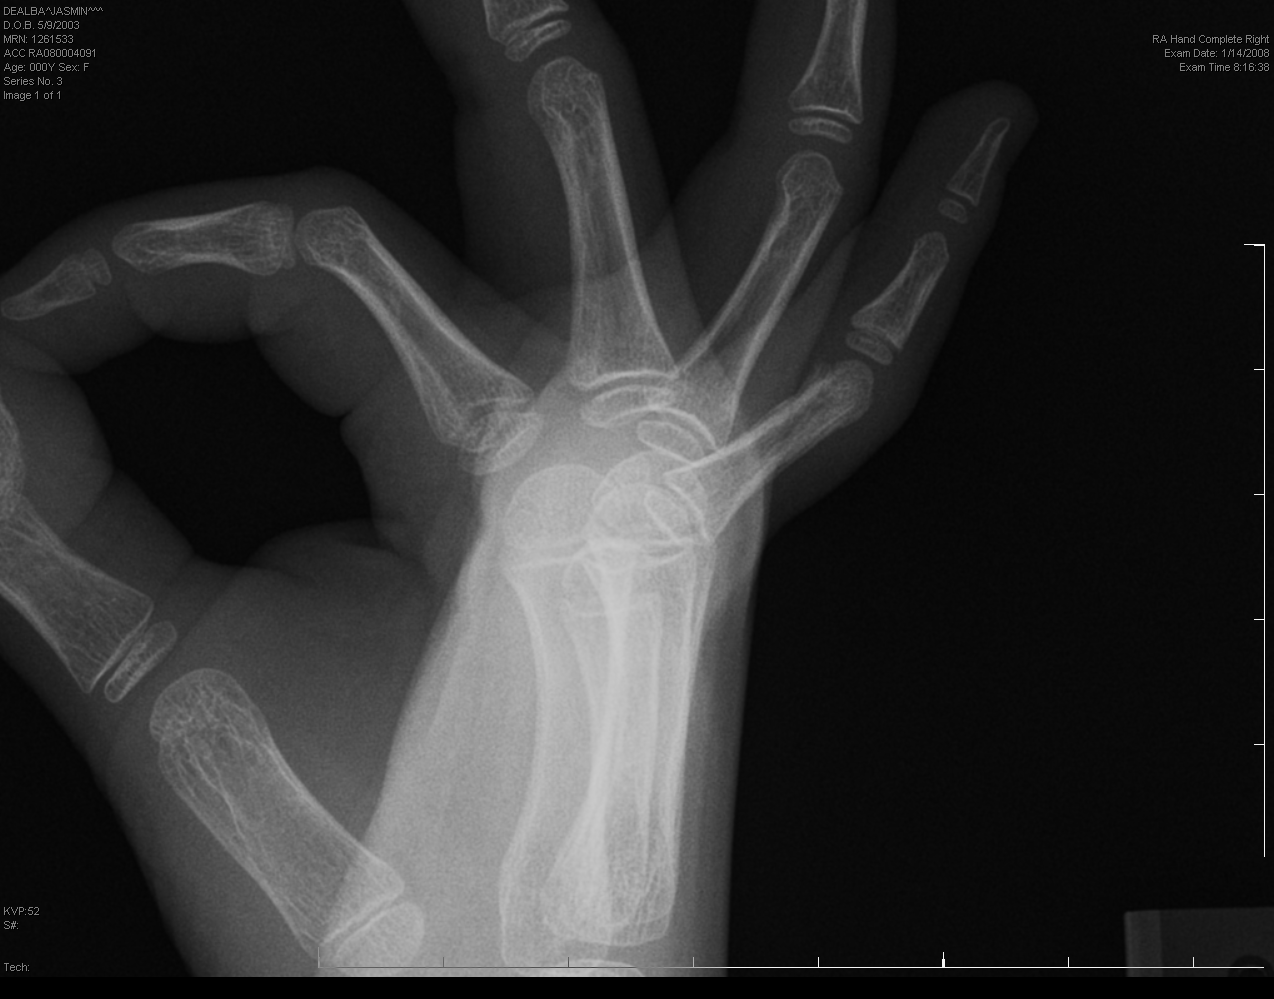 DEALBA^JASMIN^^^
D.O.B. 5/9/2003
MRN: 1261533
ACC RA080004091
Age: 000Y Sex: F
Series No. 3
Image 1 of 1
RA Hand Complete Right
Exam Date: 1/14/2008
Exam Time 8:16:38
KVP:52
S#:
Tech: